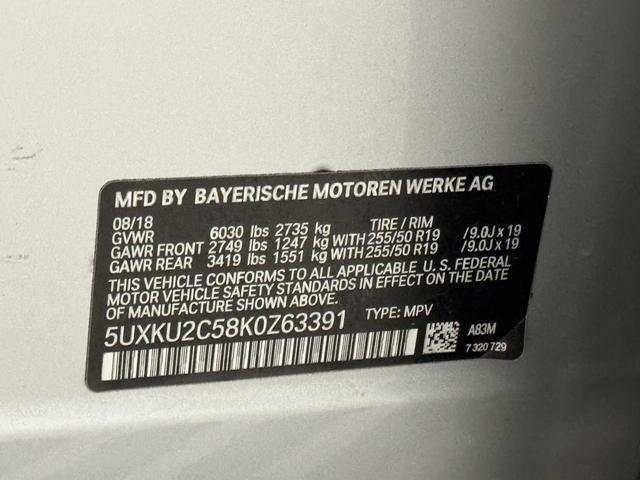 MFD BY BAYERISCHE MOTOREN WERKE AG
08/18
GVWR 6030 lbs 2735 kg TIRE / RIM
GAWR FRONT 2749 lbs 1247 kg WITH 255/50 R19 /9.0J x 19
GAWR REAR 3419 lbs 1551 kg WITH 255/50 R19 /9.0J x 19
THIS VEHICLE CONFORMS TO ALL APPLICABLE U. S. FEDERAL
MOTOR VEHICLE SAFETY STANDARDS IN EFFECT ON THE DATE
OF MANUFACTURE SHOWN ABOVE.
5UXKU2C58K0Z63391 TYPE: MPV
A83M
7 320 729